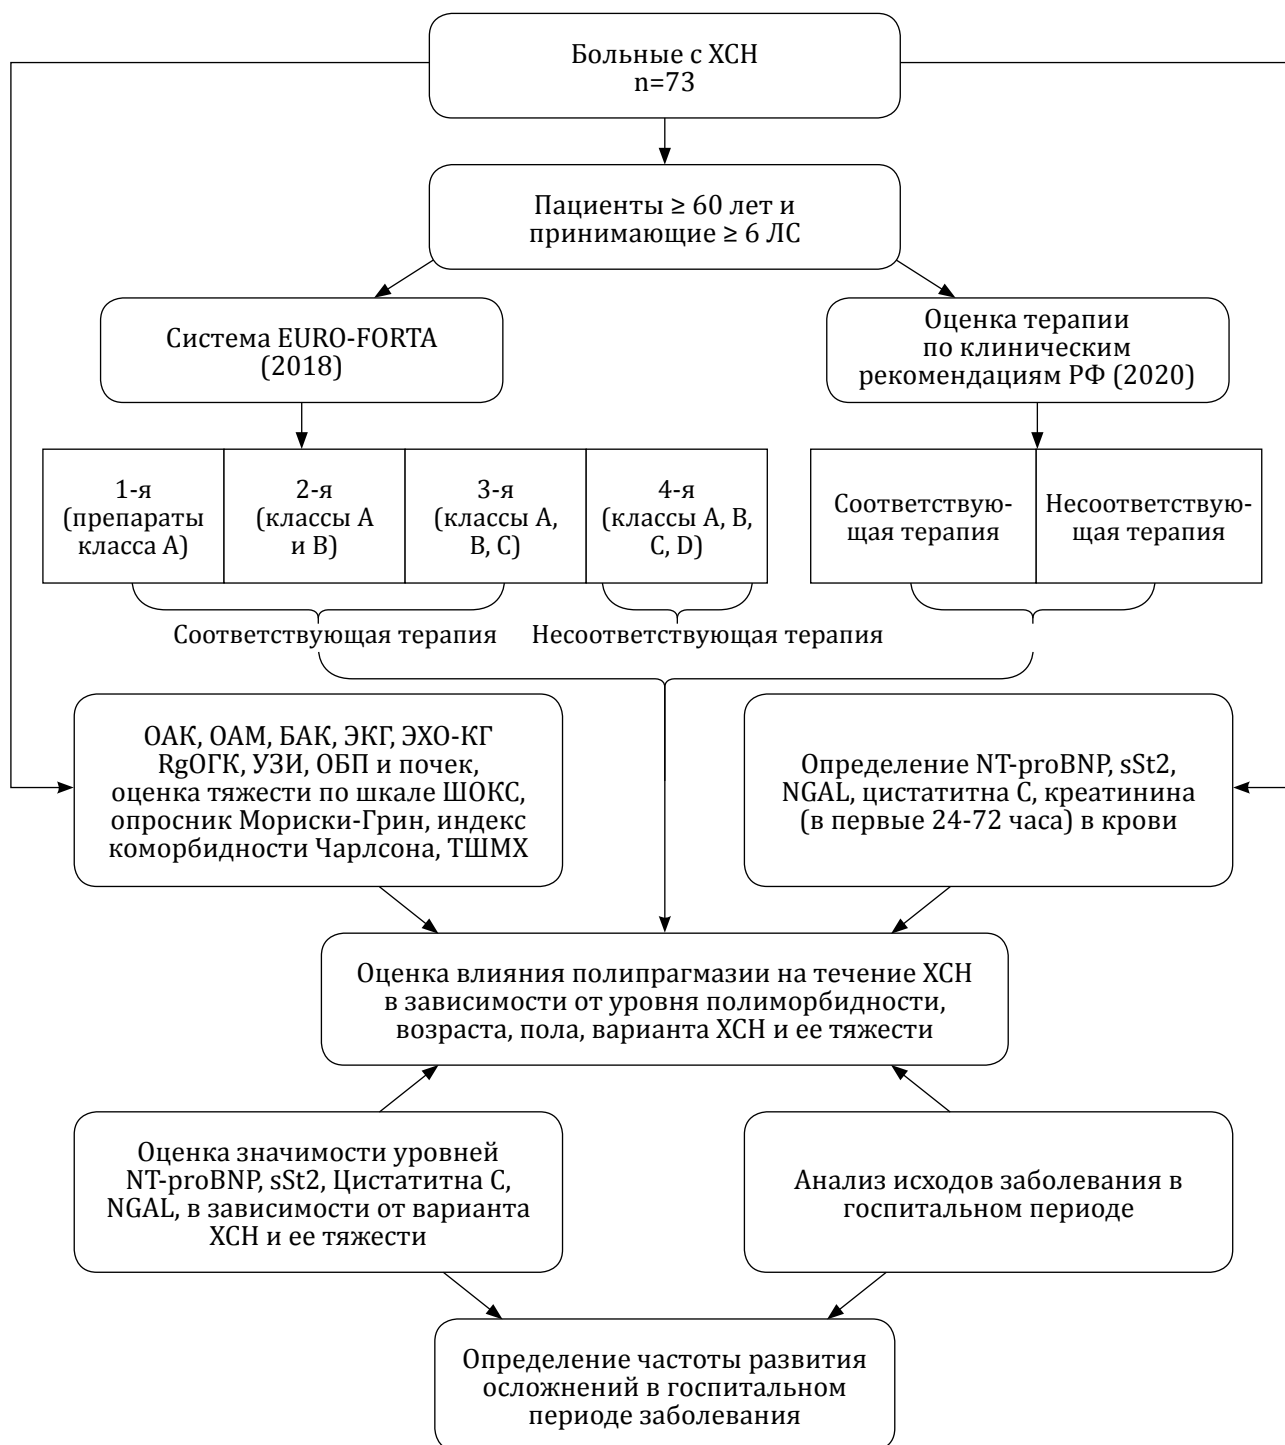 Больные с ХСН
n=73
Пациенты ≥ 60 лет и
принимающие ≥ 6 ЛС
Система EURO-FORTA
(2018)
Оценка терапии
по клиническим
рекомендациям РФ (2020)
1-я
(препараты
класса А)
2-я
(классы А
и В)
3-я
(классы А,
В, С)
4-я
(классы А, В,
С, D)
Соответствую-
щая терапия
Несоответствую-
щая терапия
Соответствующая терапия
Несоответствующая терапия
ОАК, ОАМ, БАК, ЭКГ, ЭХО-КГ
RgОГК, УЗИ, ОБП и почек,
оценка тяжести по шкале ШОКС,
опросник Мориски-Грин, индекс
коморбидности Чарлсона, ТШМХ
Определение NT-proBNP, sSt2,
NGAL, цистатитна С, креатинина
(в первые 24-72 часа) в крови
Оценка влияния полипрагмазии на течение ХСН
в зависимости от уровня полиморбидности,
возраста, пола, варианта ХСН и ее тяжести
Оценка значимости уровней
NT-proBNP, sSt2, Цистатитна С,
NGAL, в зависимости от варианта
ХСН и ее тяжести
Анализ исходов заболевания в
госпитальном периоде
Определение частоты развития
осложнений в госпитальном
периоде заболевания